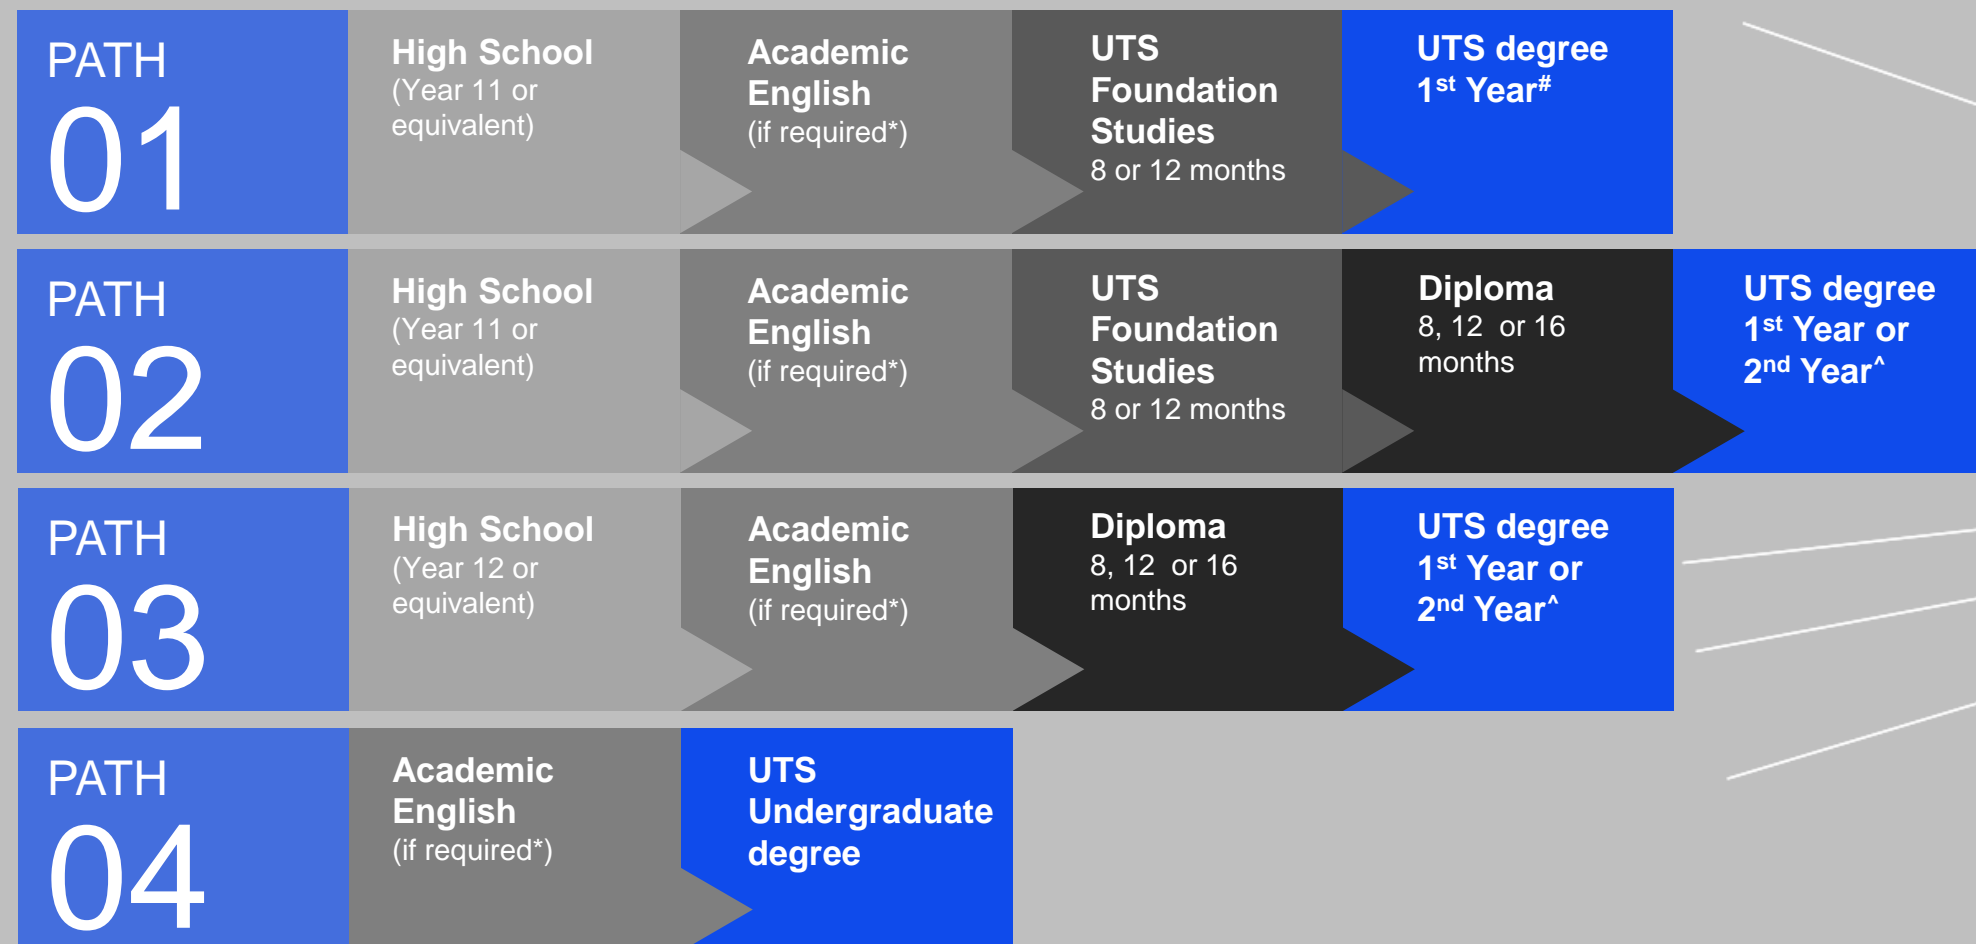 PATH
01
High School
(Year 11 or
equivalent)
Academic
English
(if required*)
UTS
Foundation
Studies
8 or 12 months
UTS degree
1st Year#
PATH
02
High School
(Year 11 or
equivalent)
Academic
English
(if required*)
UTS
Foundation
Studies
8 or 12 months
Diploma
8, 12 or 16
months
UTS degree
1st Year or
2nd Year^
PATH
03
High School
(Year 12 or
equivalent)
Academic
English
(if required*)
Diploma
8, 12 or 16
months
UTS degree
1st Year or
2nd Year^
PATH
04
Academic
English
(if required*)
UTS
Undergraduate
degree